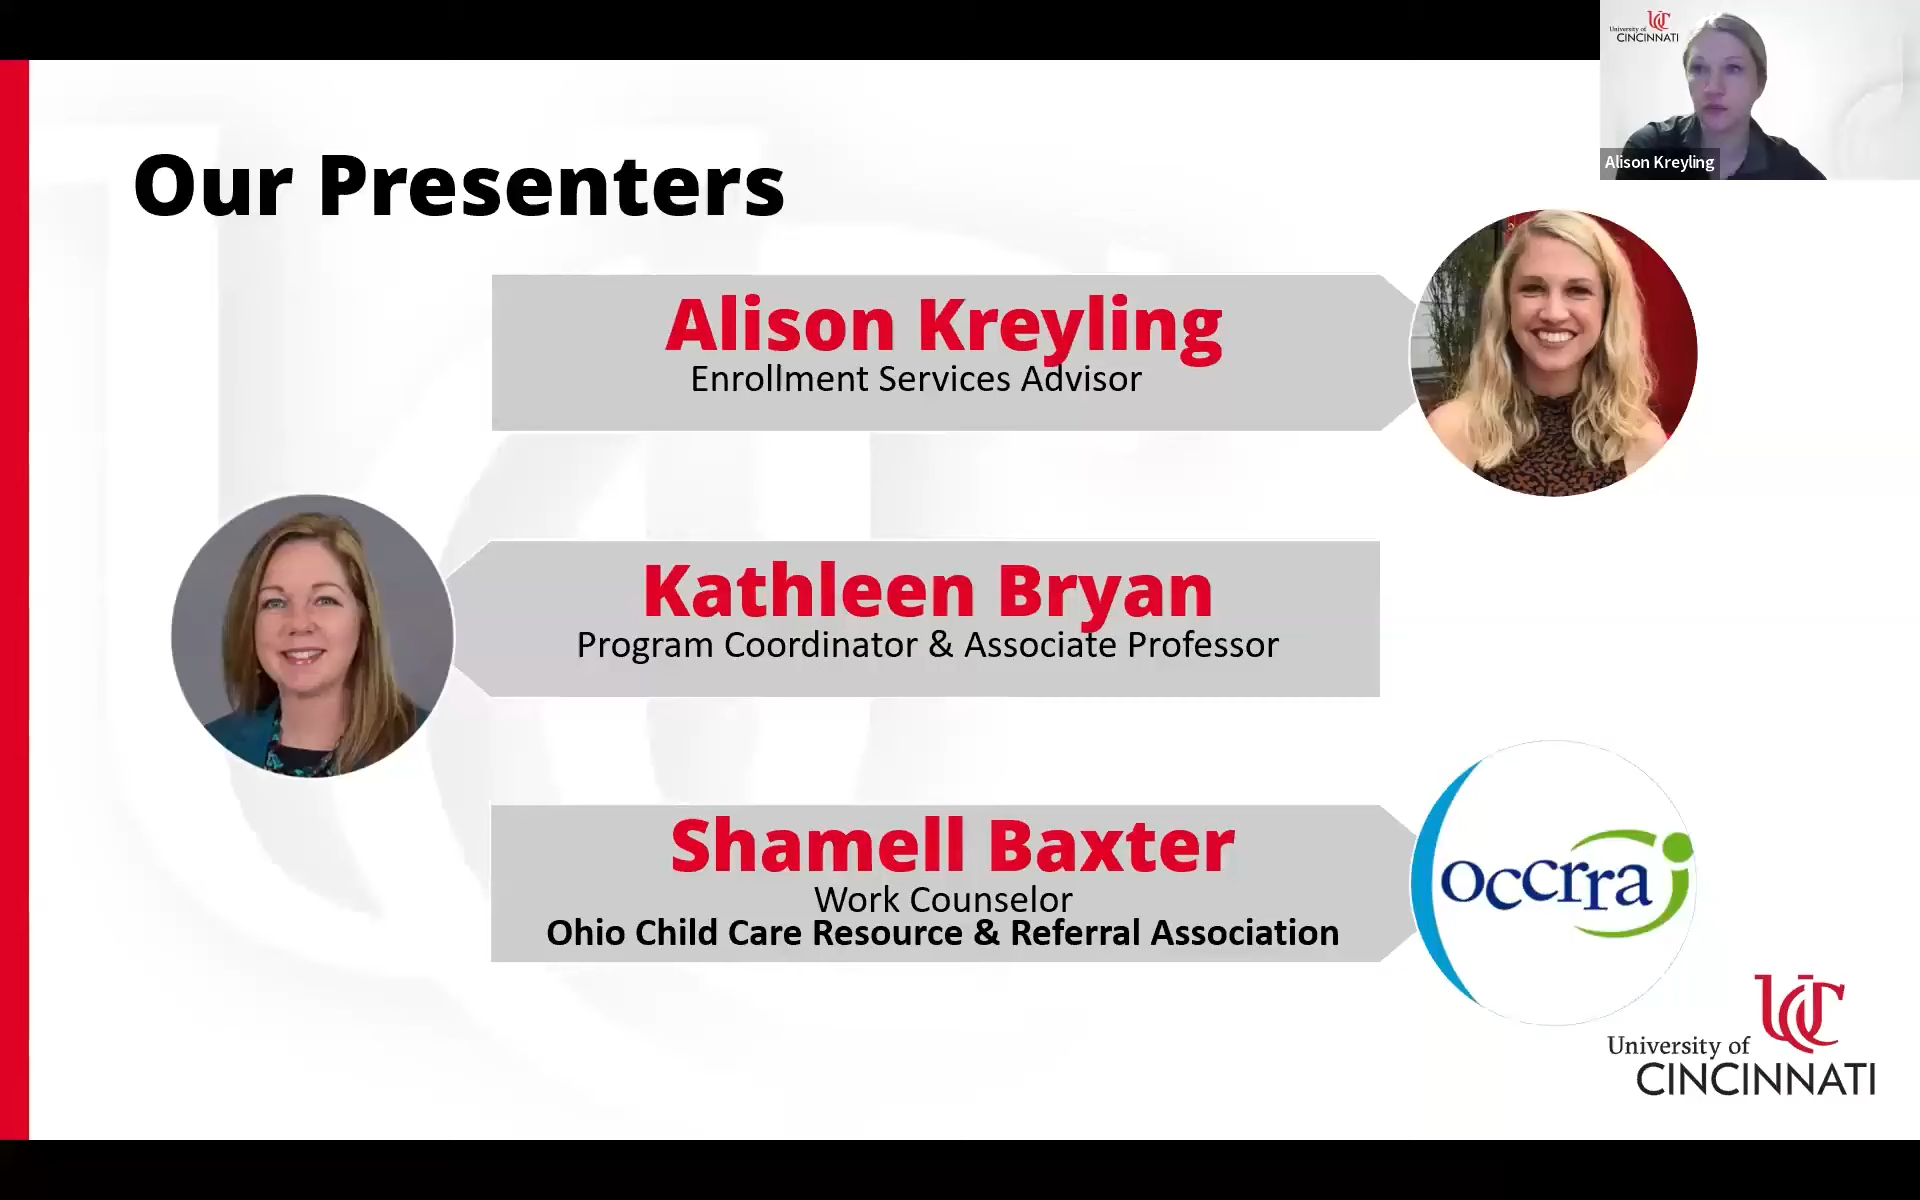 University of
CINCINNATI
Alison Kreyling
Our Presenters
Alison Kreyling
Enrollment Services Advisor
Kathleen Bryan
Program Coordinator & Associate Professor
Shamell Baxter
Work Counselor
Ohio Child Care Resource & Referral Association
occrra
UC
University of
CINCINNATI